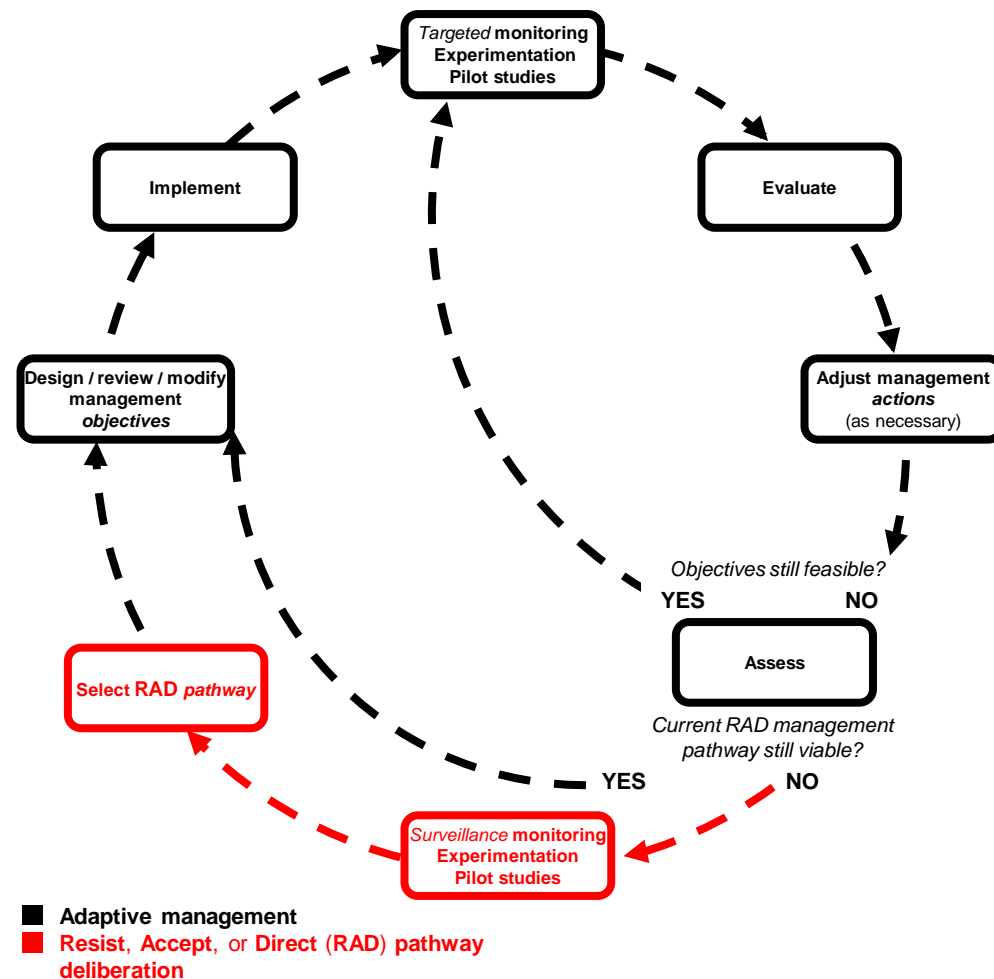 Targeted monitoring
Experimentation
Pilot studies
Implement
Evaluate
Design / review / modify
management
objectives
Adjust management
actions
(as necessary)
Objectives still feasible?
YES NO
Assess
Select RAD pathway
Current RAD management
pathway still viable?
YES NO
Surveillance monitoring
Experimentation
Pilot studies
Adaptive management
Resist, Accept, or Direct (RAD) pathway
deliberation